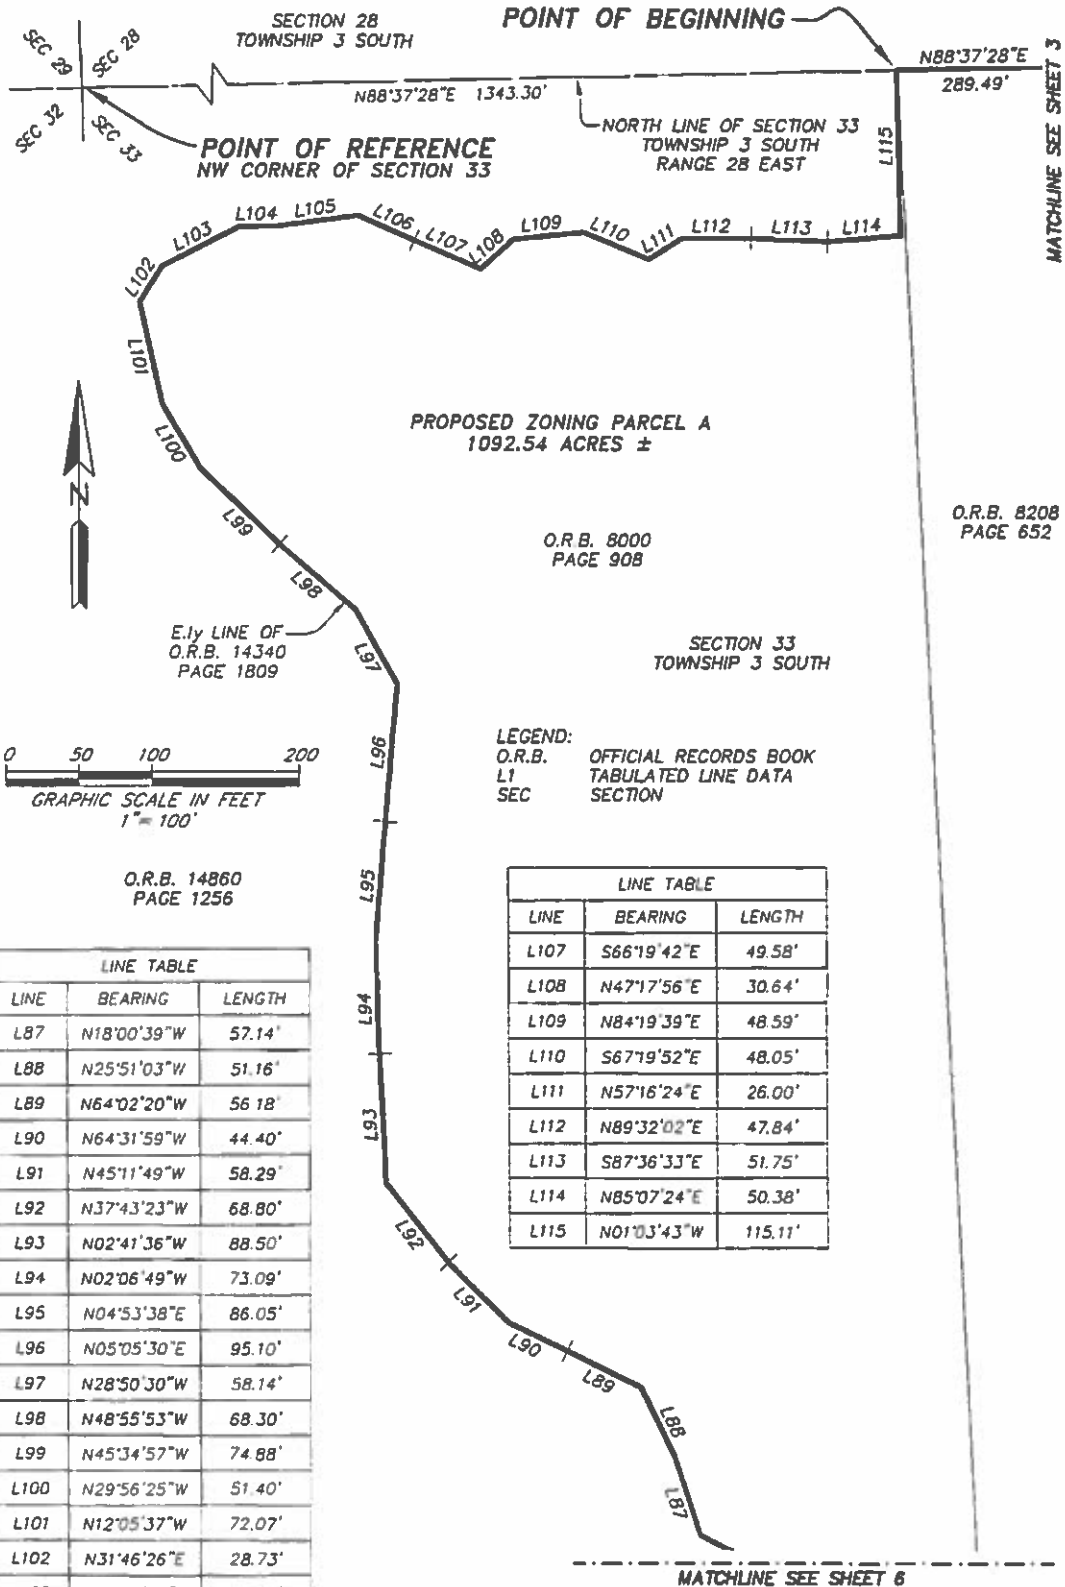 SECTION 28
TOWNSHIP 3 SOUTH
POINT OF BEGINNING
SEC 29
SEC 28
SEC 32
SEC 33
N88°37'28"E 1343.30'
N88°37'28"E
289.49'
MATCHLINE SEE SHEET 3
POINT OF REFERENCE
NW CORNER OF SECTION 33
NORTH LINE OF SECTION 33
TOWNSHIP 3 SOUTH
RANGE 28 EAST
L115
L102
L103
L104
L105
L106
L107
L108
L109
L110
L111
L112
L113
L114
L101
L100
L99
L98
L97
L96
L95
L94
L93
L92
L91
L90
L89
L88
L87
N
PROPOSED ZONING PARCEL A
1092.54 ACRES ±
O.R.B. 8000
PAGE 908
O.R.B. 8208
PAGE 652
E.ly LINE OF
O.R.B. 14340
PAGE 1809
SECTION 33
TOWNSHIP 3 SOUTH
LEGEND:
O.R.B. OFFICIAL RECORDS BOOK
L1 TABULATED LINE DATA
SEC SECTION
0 50 100 200
GRAPHIC SCALE IN FEET
1"= 100'
O.R.B. 14860
PAGE 1256
LINE TABLE
LINE BEARING LENGTH
L107 S66°19'42"E 49.58'
L108 N47°17'56"E 30.64'
L109 N84°19'39"E 48.59'
L110 S67°19'52"E 48.05'
L111 N57°16'24"E 26.00'
L112 N89°32'02"E 47.84'
L113 S87°36'33"E 51.75'
L114 N85°07'24"E 50.38'
L115 N01°03'43"W 115.11'
LINE TABLE
LINE BEARING LENGTH
L87 N18°00'39"W 57.14'
L88 N25°51'03"W 51.16'
L89 N64°02'20"W 56.18'
L90 N64°31'59"W 44.40'
L91 N45°11'49"W 58.29'
L92 N37°43'23"W 68.80'
L93 N02°41'36"W 88.50'
L94 N02°06'49"W 73.09'
L95 N04°53'38"E 86.05'
L96 N05°05'30"E 95.10'
L97 N28°50'30"W 58.14'
L98 N48°55'53"W 68.30'
L99 N45°34'57"W 74.88'
L100 N29°56'25"W 51.40'
L101 N12°05'37"W 72.07'
L102 N31°46'26"E 28.73'
MATCHLINE SEE SHEET 6